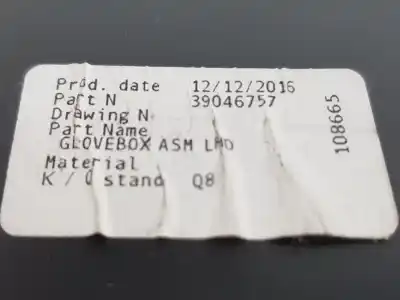 Prod. date 12/12/2016
Part N 39046757
Drawing N
Part Name
GLOVEBOX ASM LHD
Material
K / 0 stand Q8
108665